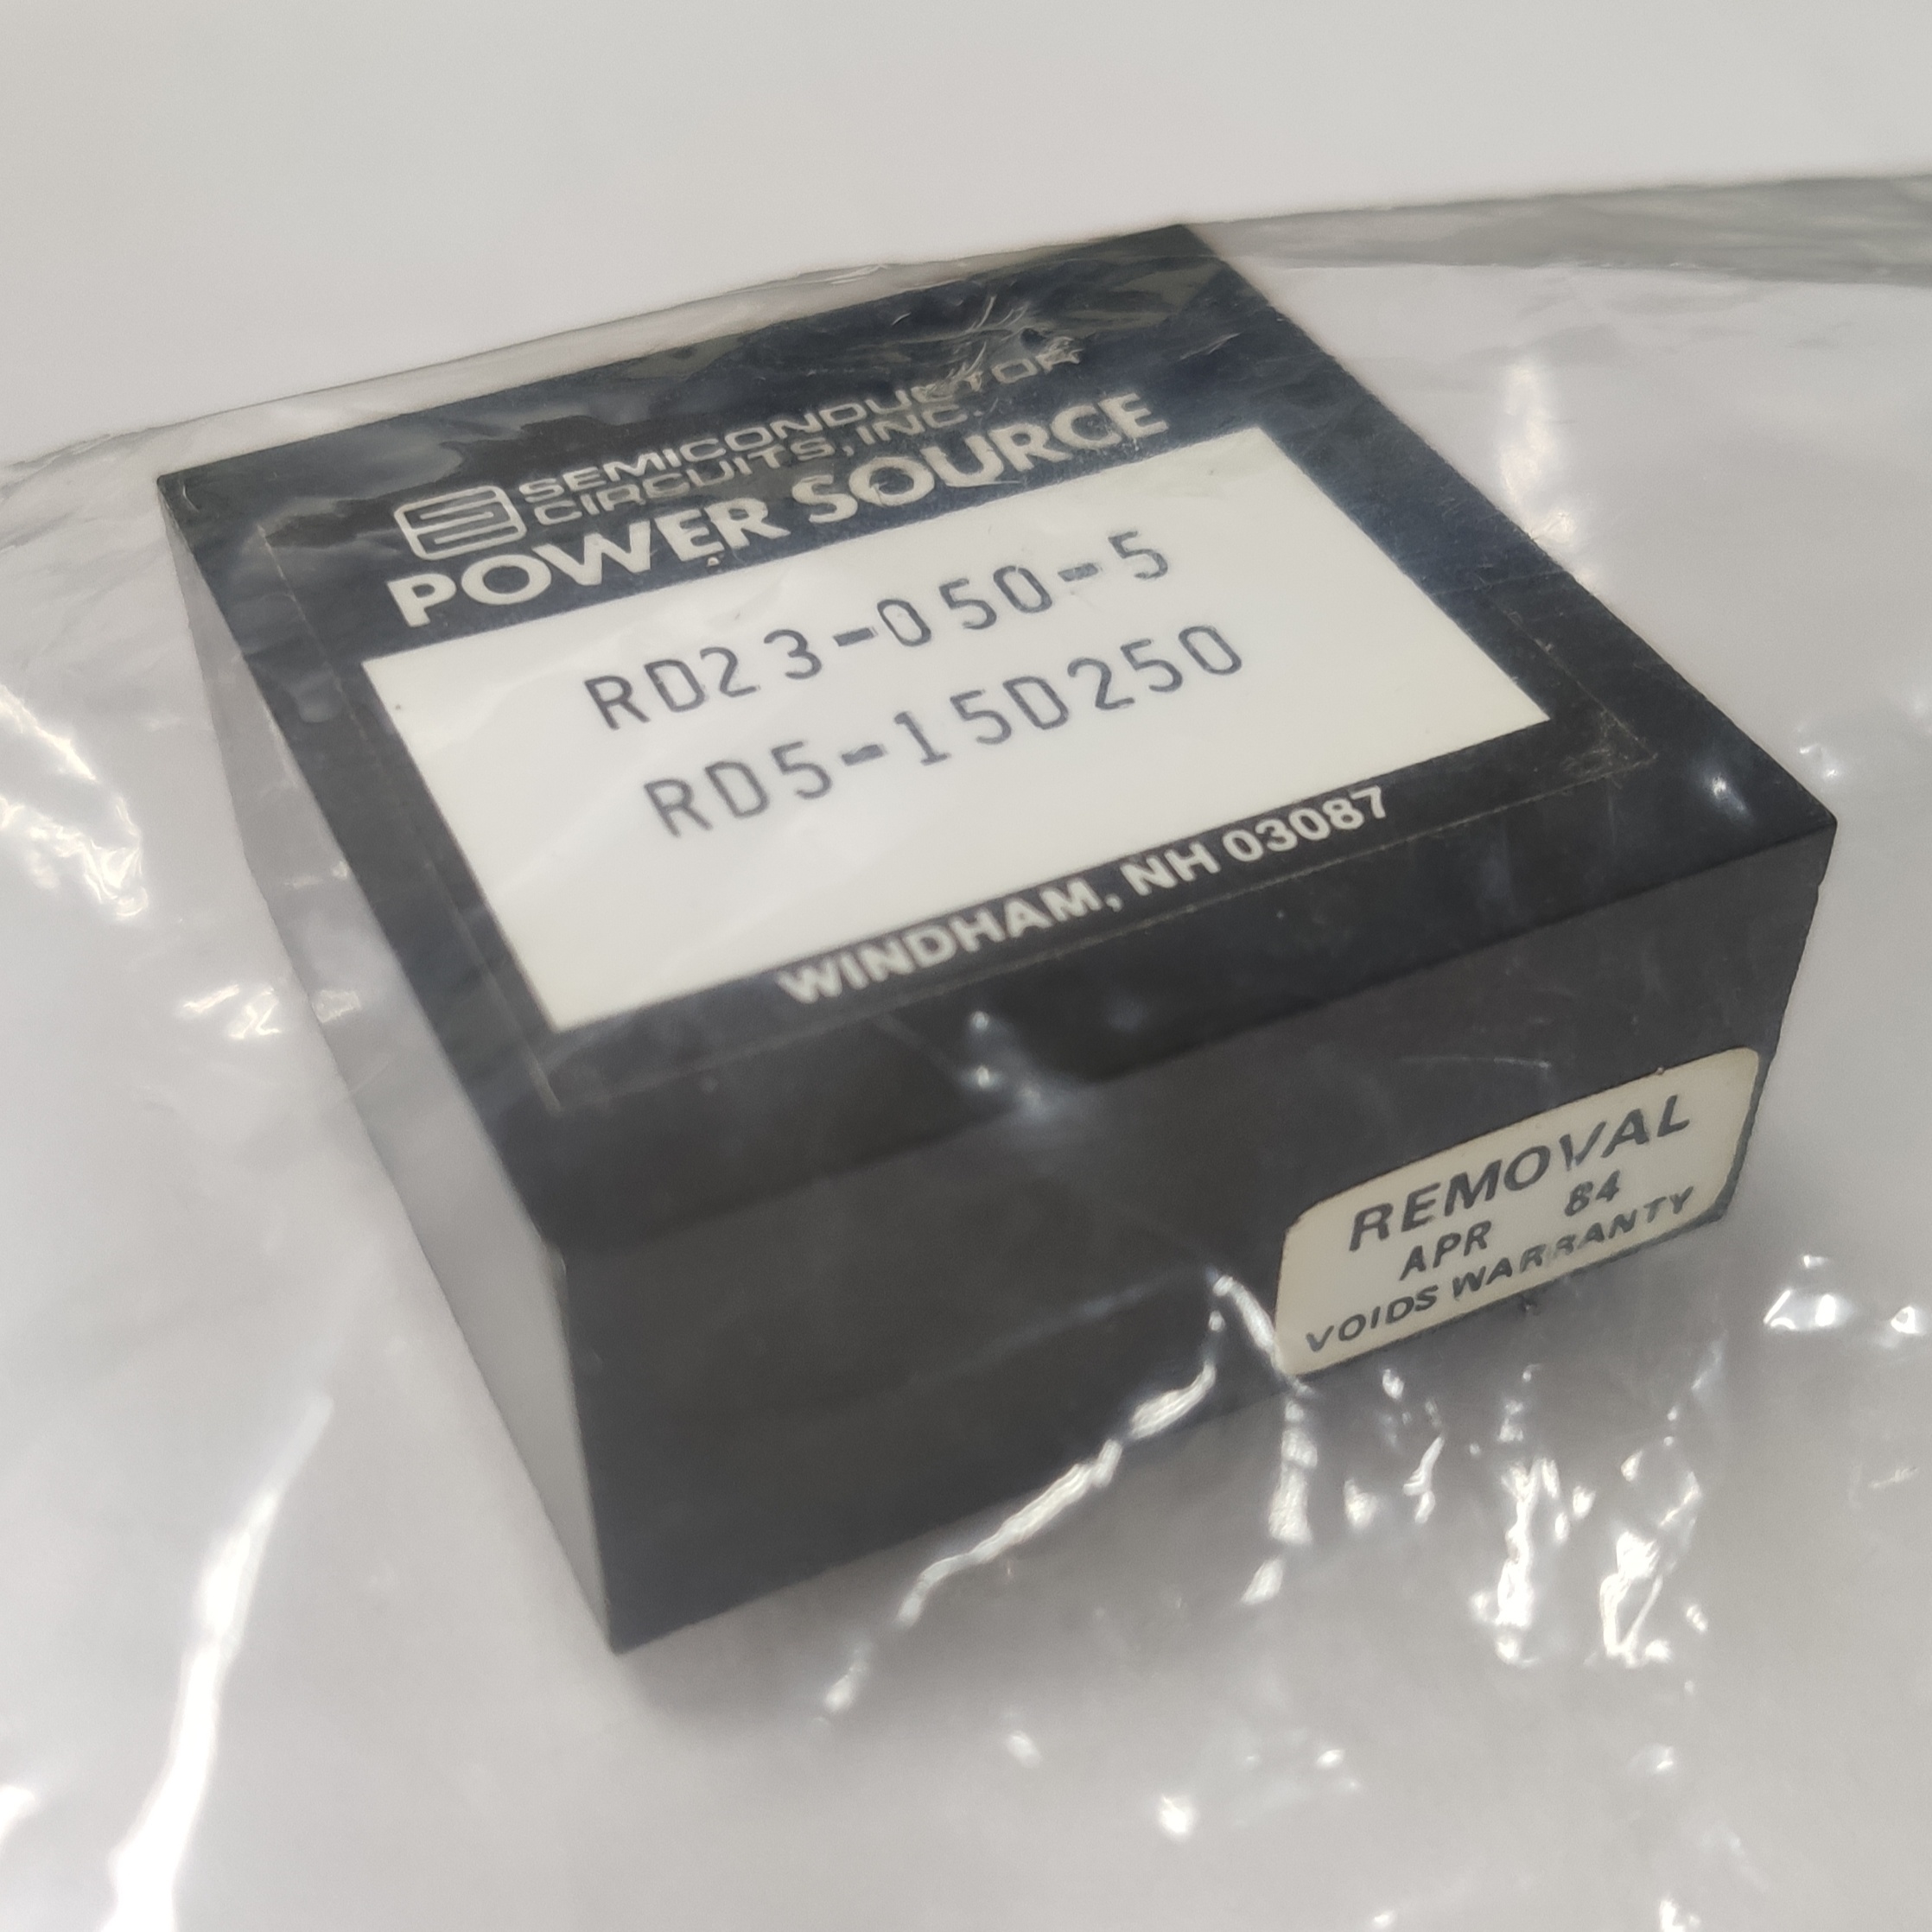 SEMICONDUCTOR
CIRCUITS, INC.
POWER SOURCE
RD23-050-5
RD5-15D250
WINDHAM, NH 03087
REMOVAL
APR 84
VOIDS WARRANTY